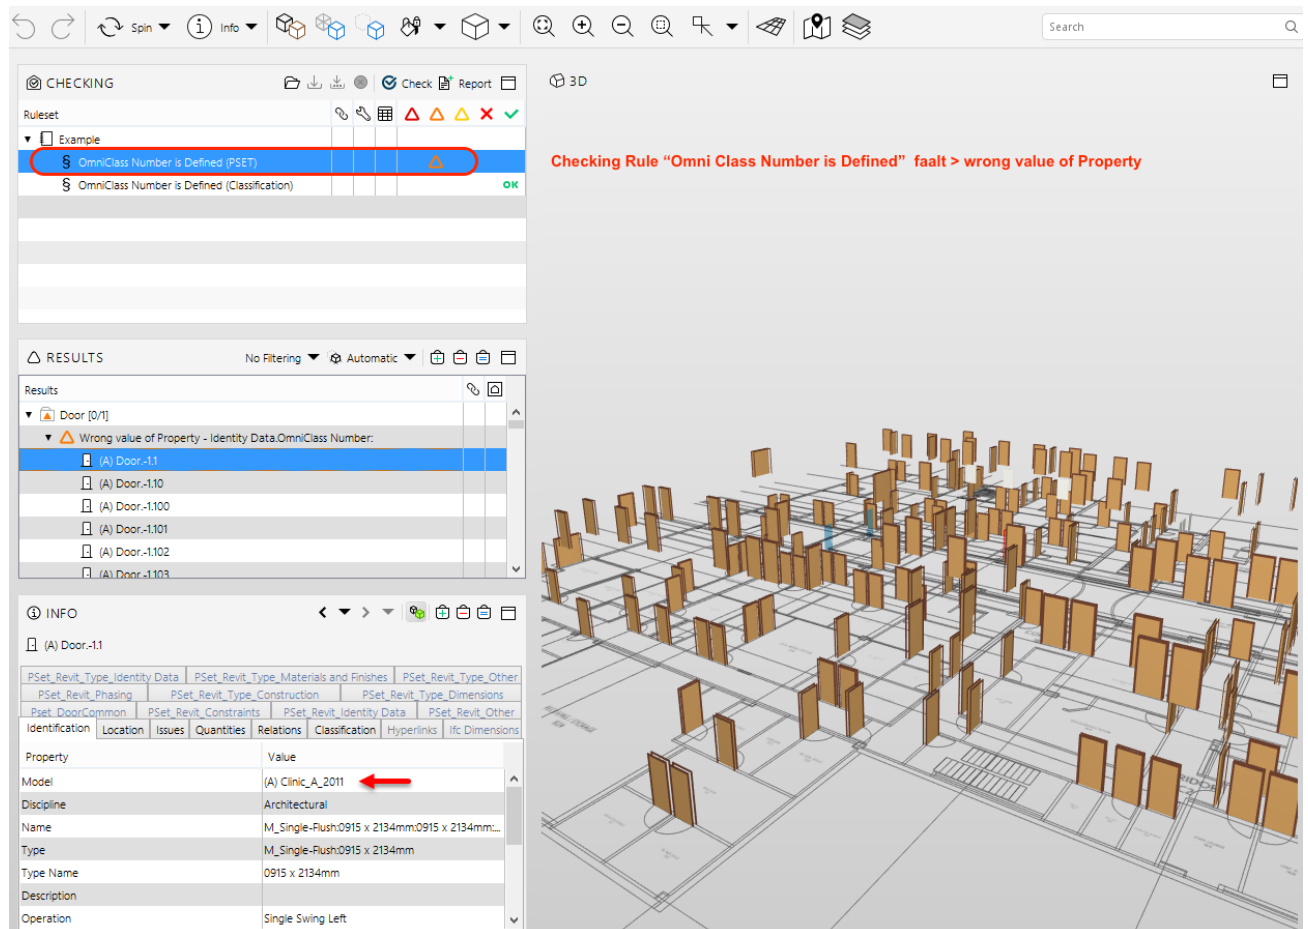 Spin
Info
Search
CHECKING
Check
Report
3D
Ruleset
Example
§ OmniClass Number is Defined (PSET)
Checking Rule “Omni Class Number is Defined” faalt > wrong value of Property
§ OmniClass Number is Defined (Classification) OK
RESULTS
No Filtering
Automatic
Results
Door [0/1]
Wrong value of Property - Identity Data.OmniClass Number:
(A) Door.-1.1
(A) Door.-1.10
(A) Door.-1.100
(A) Door.-1.101
(A) Door.-1.102
(A) Door.-1.103
INFO
(A) Door.-1.1
PSet_Revit_Type_Identity Data PSet_Revit_Type_Materials and Finishes PSet_Revit_Type_Other
PSet_Revit_Phasing PSet_Revit_Type_Construction PSet_Revit_Type_Dimensions
Pset_DoorCommon PSet_Revit_Constraints PSet_Revit_Identity Data PSet_Revit_Other
Identification Location Issues Quantities Relations Classification Hyperlinks Ifc Dimensions
Property Value
Model (A) Clinic_A_2011
Discipline Architectural
Name M_Single-Flush:0915 x 2134mm:0915 x 2134mm:...
Type M_Single-Flush:0915 x 2134mm
Type Name 0915 x 2134mm
Description
Operation Single Swing Left